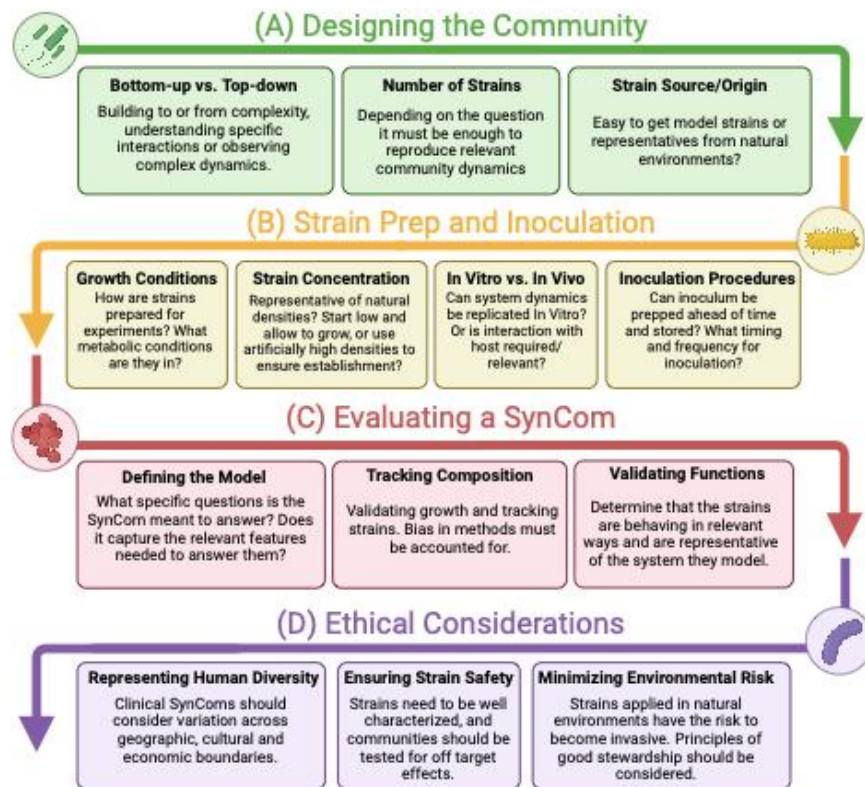 (A) Designing the Community
Bottom-up vs. Top-down
Building to or from complexity,
understanding specific
interactions or observing
complex dynamics.
Number of Strains
Depending on the question
it must be enough to
reproduce relevant
community dynamics
Strain Source/Origin
Easy to get model strains or
representatives from natural
environments?
(B) Strain Prep and Inoculation
Growth Conditions
How are strains
prepared for
experiments? What
metabolic conditions
are they in?
Strain Concentration
Representative of natural
densities? Start low and
allow to grow, or use
artificially high densities to
ensure establishment?
In Vitro vs. In Vivo
Can system dynamics
be replicated In Vitro?
Or is interaction with
host required/
relevant?
Inoculation Procedures
Can inoculum be
prepped ahead of time
and stored? What timing
and frequency for
inoculation?
(C) Evaluating a SynCom
Defining the Model
What specific questions is the
SynCom meant to answer? Does
it capture the relevant features
needed to answer them?
Tracking Composition
Validating growth and tracking
strains. Bias in methods must
be accounted for.
Validating Functions
Determine that the strains
are behaving in relevant
ways and are representative
of the system they model.
(D) Ethical Considerations
Representing Human Diversity
Clinical SynComs should
consider variation across
geographic, cultural and
economic boundaries.
Ensuring Strain Safety
Strains need to be well
characterized, and
communities should be
tested for off target
effects.
Minimizing Environmental Risk
Strains applied in natural
environments have the risk to
become invasive. Principles of
good stewardship should be
considered.